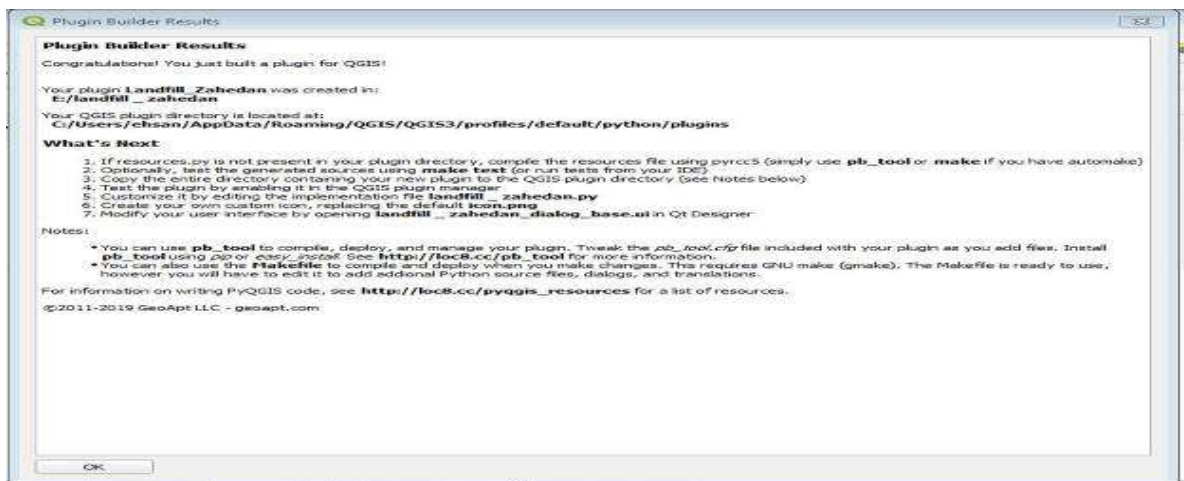 Plugin Builder Results
Plugin Builder Results
Congratulations! You just built a plugin for QGIS!
Your plugin Landfill_Zahedan was created in:
E:/landfill _ zahedan
Your QGIS plugin directory is located at:
C:/Users/ehsan/AppData/Roaming/QGIS/QGIS3/profiles/default/python/plugins
What's Next
1. If resources.py is not present in your plugin directory, compile the resources file using pyrcc5 (simply use pb_tool or make if you have automake)
2. Optionally, test the generated sources using make test (or run tests from your IDE)
3. Copy the entire directory containing your new plugin to the QGIS plugin directory (see Notes below)
4. Test the plugin by enabling it in the QGIS plugin manager
5. Customize it by editing the implementation file landfill _ zahedan.py
6. Create your own custom icon, replacing the default icon.png
7. Modify your user interface by opening landfill _ zahedan_dialog_base.ui in Qt Designer
Notes:
• You can use pb_tool to compile, deploy, and manage your plugin. Tweak the pb_tool.cfg file included with your plugin as you add files. Install
pb_tool using pip or easy_install. See http://loc8.cc/pb_tool for more information.
• You can also use the Makefile to compile and deploy when you make changes. This requires GNU make (gmake). The Makefile is ready to use,
however you will have to edit it to add addional Python source files, dialogs, and translations.
For information on writing PyQGIS code, see http://loc8.cc/pyqgis_resources for a list of resources.
©2011-2019 GeoApt LLC - geoapt.com
OK